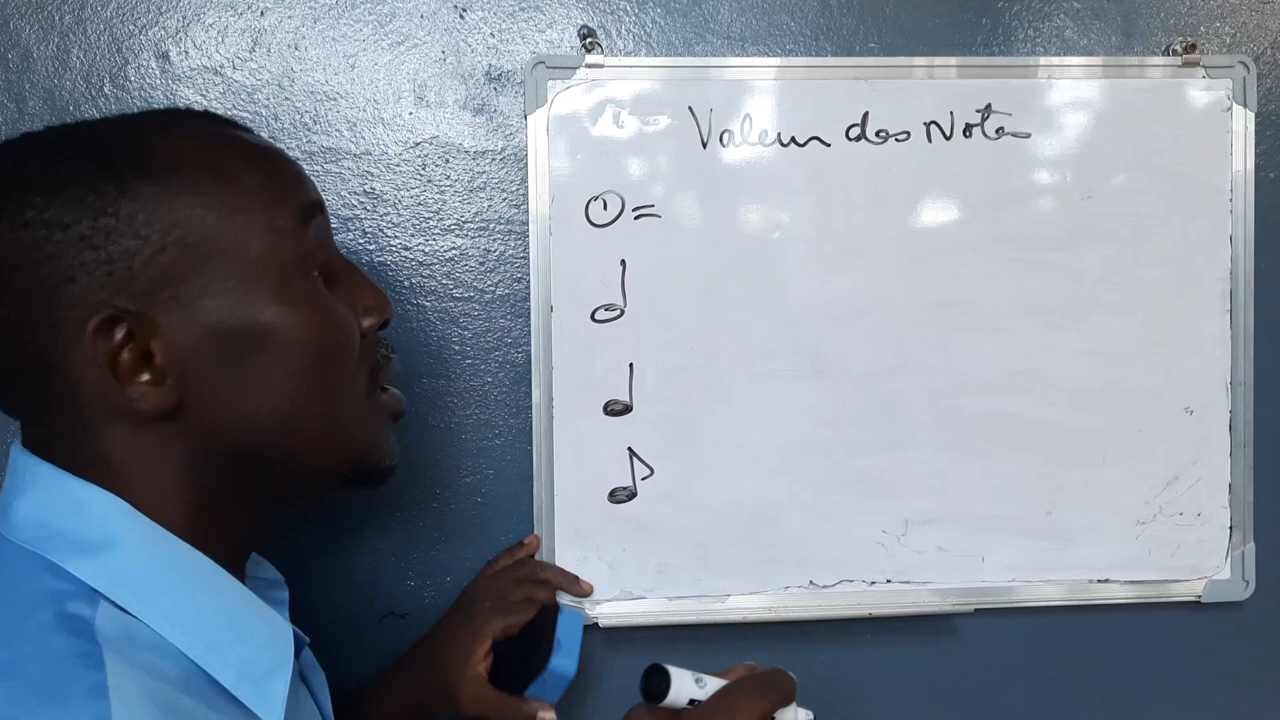 Valeur des Notes
𝅝 =
𝅗𝅥
♩
♪